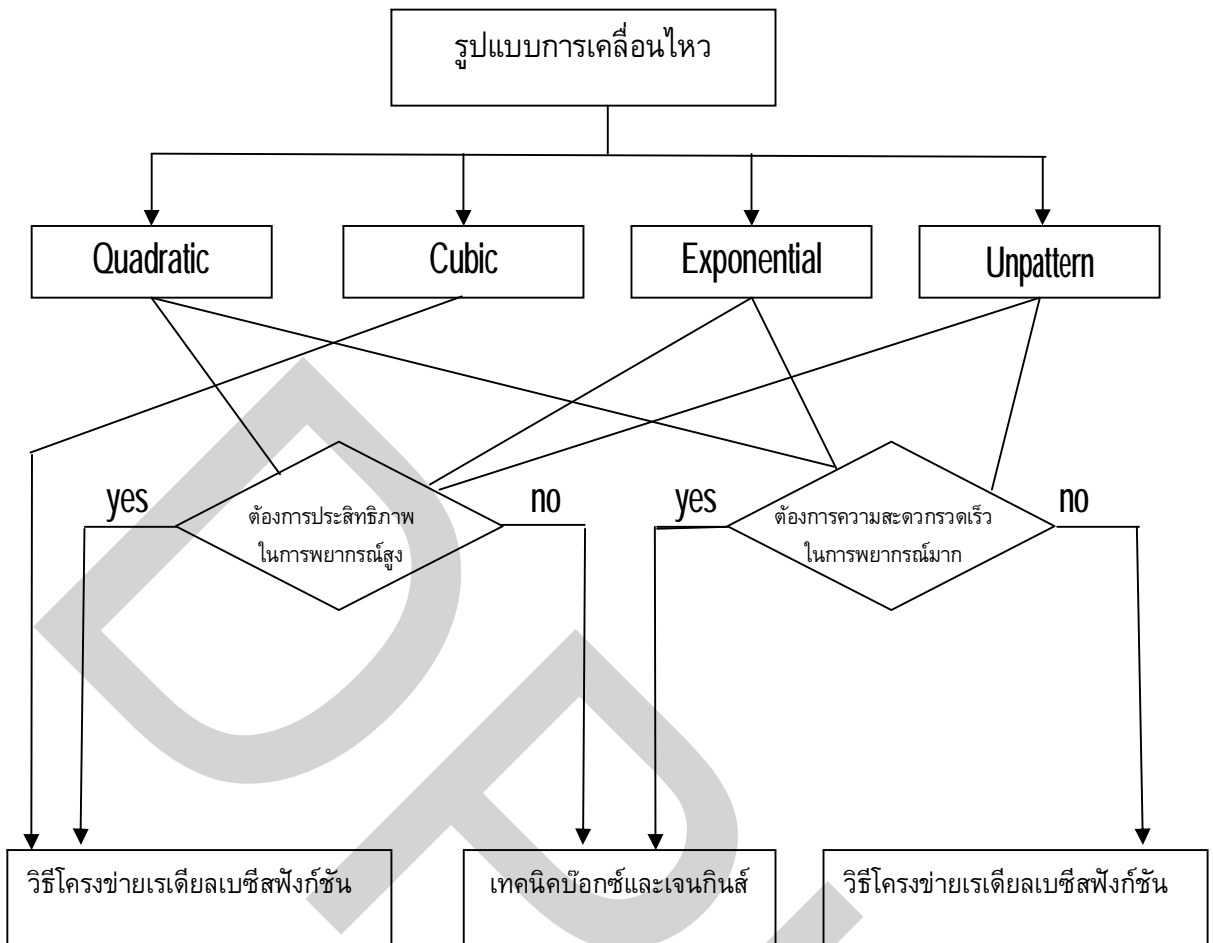 รูปแบบการเคลื่อนไหว
Quadratic
Cubic
Exponential
Unpattern
yes
ต้องการประสิทธิภาพ
ในการพยากรณ์สูง
no
yes
ต้องการความสะดวกรวดเร็ว
ในการพยากรณ์มาก
no
วิธีโครงข่ายเรเดียลเบซีสฟังก์ชัน
เทคนิคบ๊อกซ์และเจนกินส์
วิธีโครงข่ายเรเดียลเบซีสฟังก์ชัน